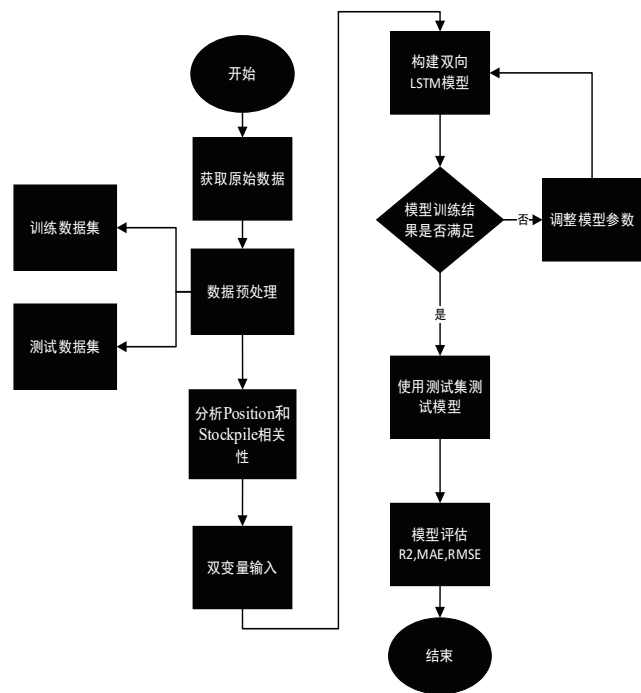 开始
获取原始数据
训练数据集
数据预处理
测试数据集
分析Position和
Stockpile相关
性
双变量输入
构建双向
LSTM模型
模型训练结
果是否满足
否
调整模型参数
是
使用测试集测
试模型
模型评估
R2,MAE,RMSE
结束